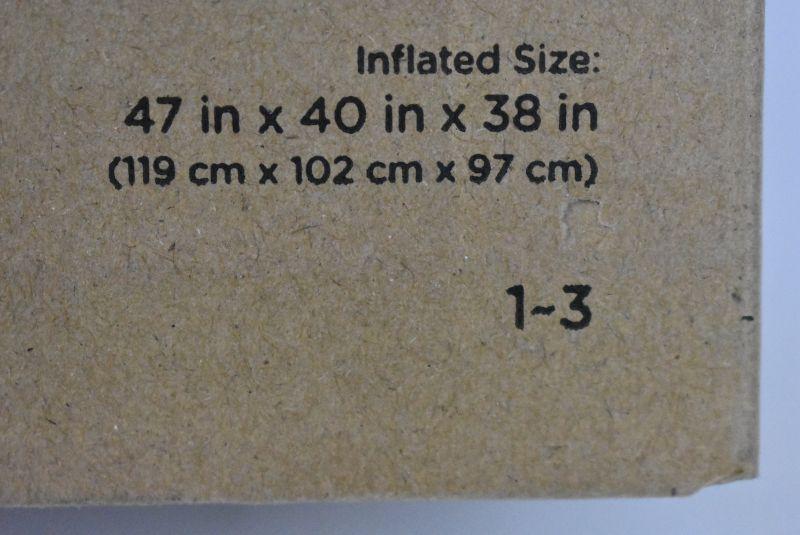 Inflated Size:
47 in x 40 in x 38 in
(119 cm x 102 cm x 97 cm)
1~3